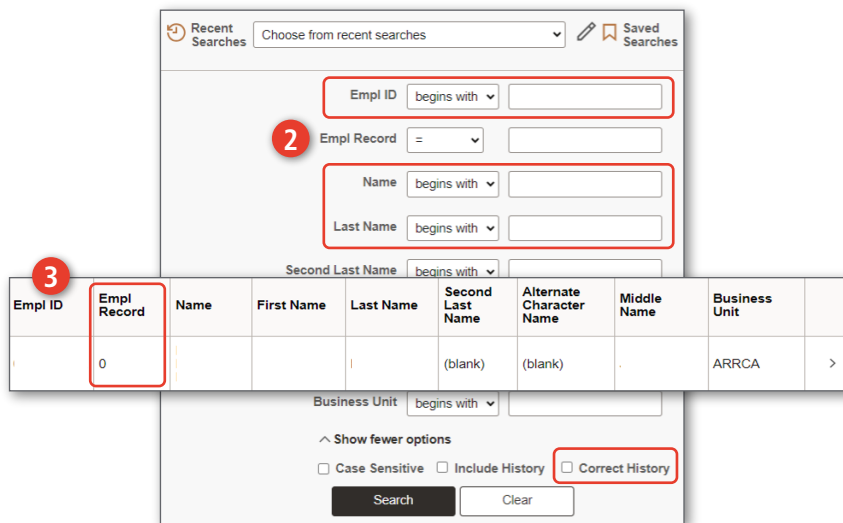 Recent Searches
Choose from recent searches
Saved Searches
Empl ID begins with
2
Empl Record =
Name begins with
Last Name begins with
Second Last Name begins with
3
Empl ID Empl Record Name First Name Last Name Second Last Name Alternate Character Name Middle Name Business Unit
0 (blank) (blank) ARRCA >
Business Unit begins with
Show fewer options
Case Sensitive Include History Correct History
Search Clear